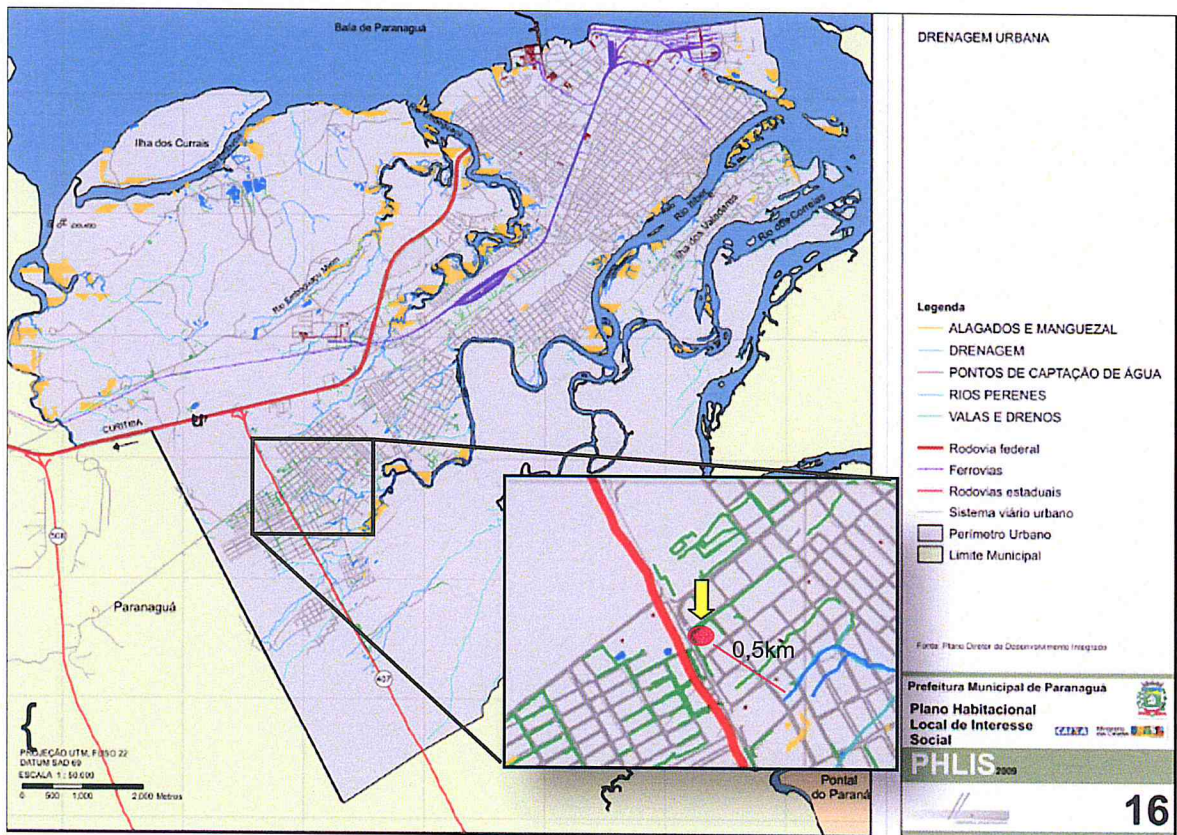 Baía de Paranaguá
Ilha dos Currais
Rio Emboguaçu Mirim
Rio Itiberê
Ilha dos Valadares
Rio dos Correias
CURITIBA
508
407
Paranaguá
0,5km
Pontal
do Paraná
{
PROJEÇÃO UTM, FUSO 22
DATUM SAD 69
ESCALA 1 : 50.000
0 500 1,000 2,000 Metros
DRENAGEM URBANA
Legenda
ALAGADOS E MANGUEZAL
DRENAGEM
PONTOS DE CAPTAÇÃO DE ÁGUA
RIOS PERENES
VALAS E DRENOS
Rodovia federal
Ferrovias
Rodovias estaduais
Sistema viário urbano
Perímetro Urbano
Limite Municipal
Fonte: Plano Diretor de Desenvolvimento Integrado
Prefeitura Municipal de Paranaguá
Plano Habitacional
Local de Interesse
Social
CAIXA
PHLIS 2009
16